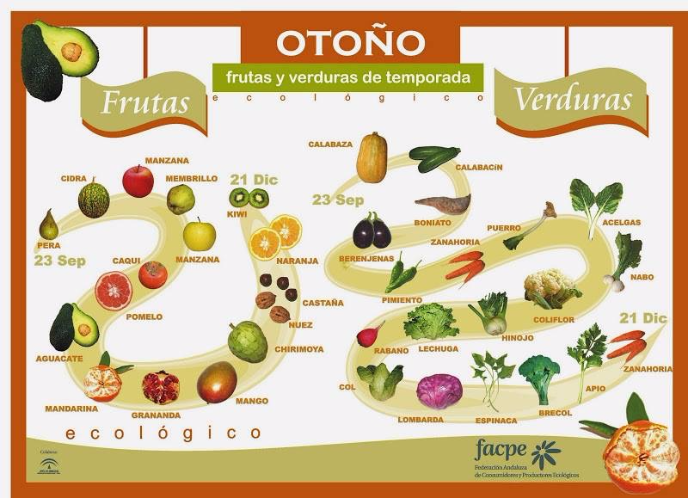 OTOÑO
frutas y verduras de temporada
ecológico
Frutas
Verduras
MANZANA
CIDRA
MEMBRILLO
21 Dic
KIWI
PERA
23 Sep
CAQUI
MANZANA
NARANJA
POMELO
CASTAÑA
NUEZ
AGUACATE
CHIRIMOYA
MANDARINA
GRANANDA
MANGO
ecológico
CALABAZA
CALABACíN
23 Sep
BONIATO
PUERRO
ACELGAS
BERENJENAS
ZANAHORIA
NABO
PIMIENTO
COLIFLOR
21 Dic
RABANO
LECHUGA
HINOJO
ZANAHORIA
COL
LOMBARDA
ESPINACA
BRECOL
APIO
facpe
Federación Andaluza
de Consumidores y Productores Ecológicos